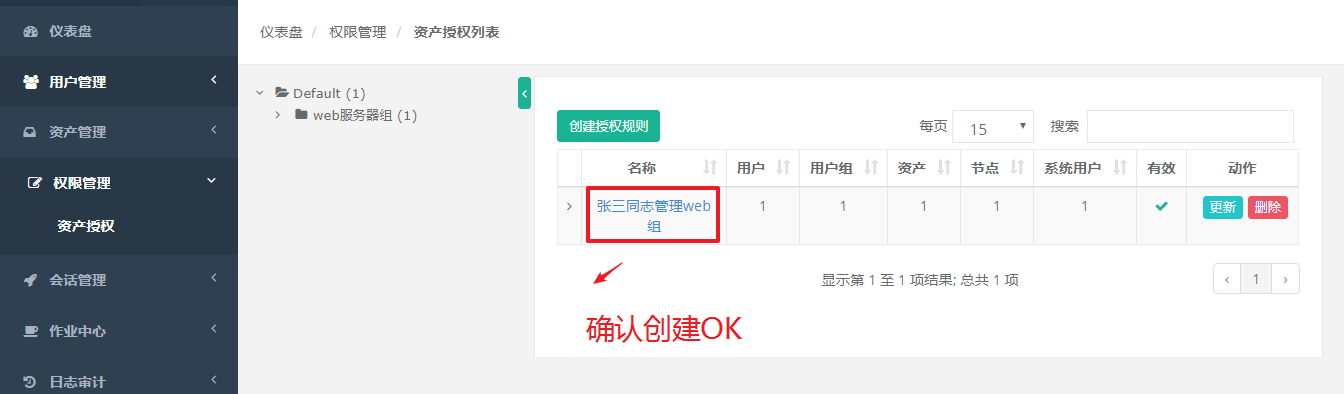 仪表盘
用户管理
资产管理
权限管理
资产授权
会话管理
作业中心
日志审计
仪表盘 / 权限管理 / 资产授权列表
Default (1)
web服务器组 (1)
创建授权规则 每页 15 搜索
名称 用户 用户组 资产 节点 系统用户 有效 动作
张三同志管理web 1 1 1 1 1 更新 删除
组
显示第 1 至 1 项结果; 总共 1 项 ‹ 1 ›
确认创建OK